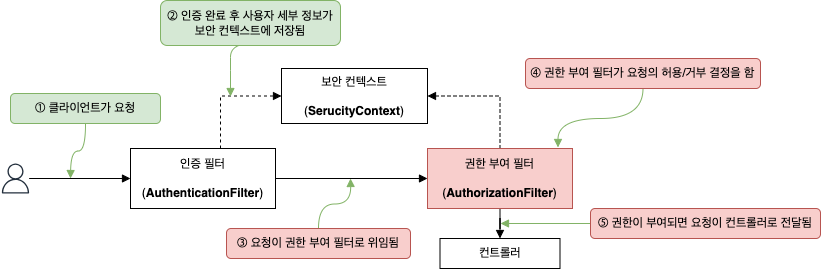 ② 인증 완료 후 사용자 세부 정보가
보안 컨텍스트에 저장됨
보안 컨텍스트
(SerucityContext)
④ 권한 부여 필터가 요청의 허용/거부 결정을 함
① 클라이언트가 요청
인증 필터
(AuthenticationFilter)
권한 부여 필터
(AuthorizationFilter)
③ 요청이 권한 부여 필터로 위임됨
⑤ 권한이 부여되면 요청이 컨트롤러로 전달됨
컨트롤러